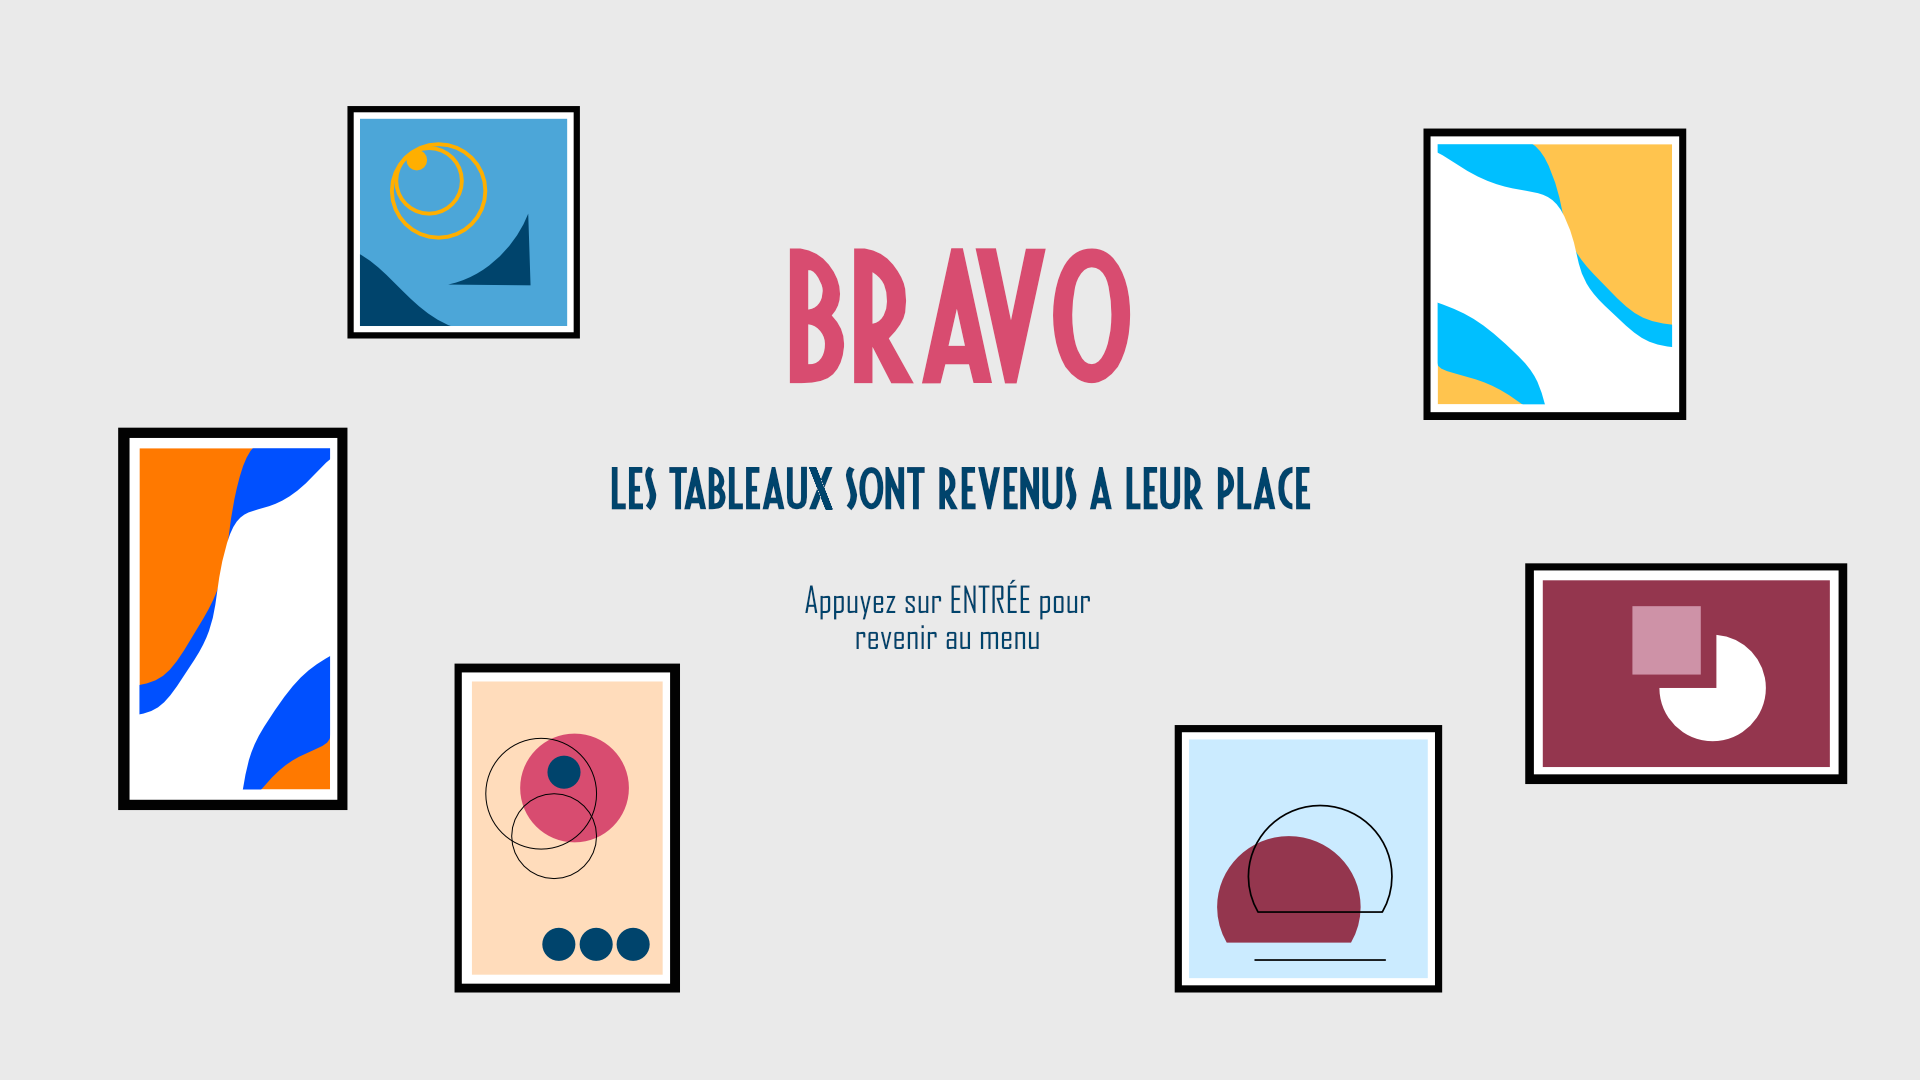 BRAVO
LES TABLEAUX SONT REVENUS A LEUR PLACE
Appuyez sur ENTRÉE pour
revenir au menu